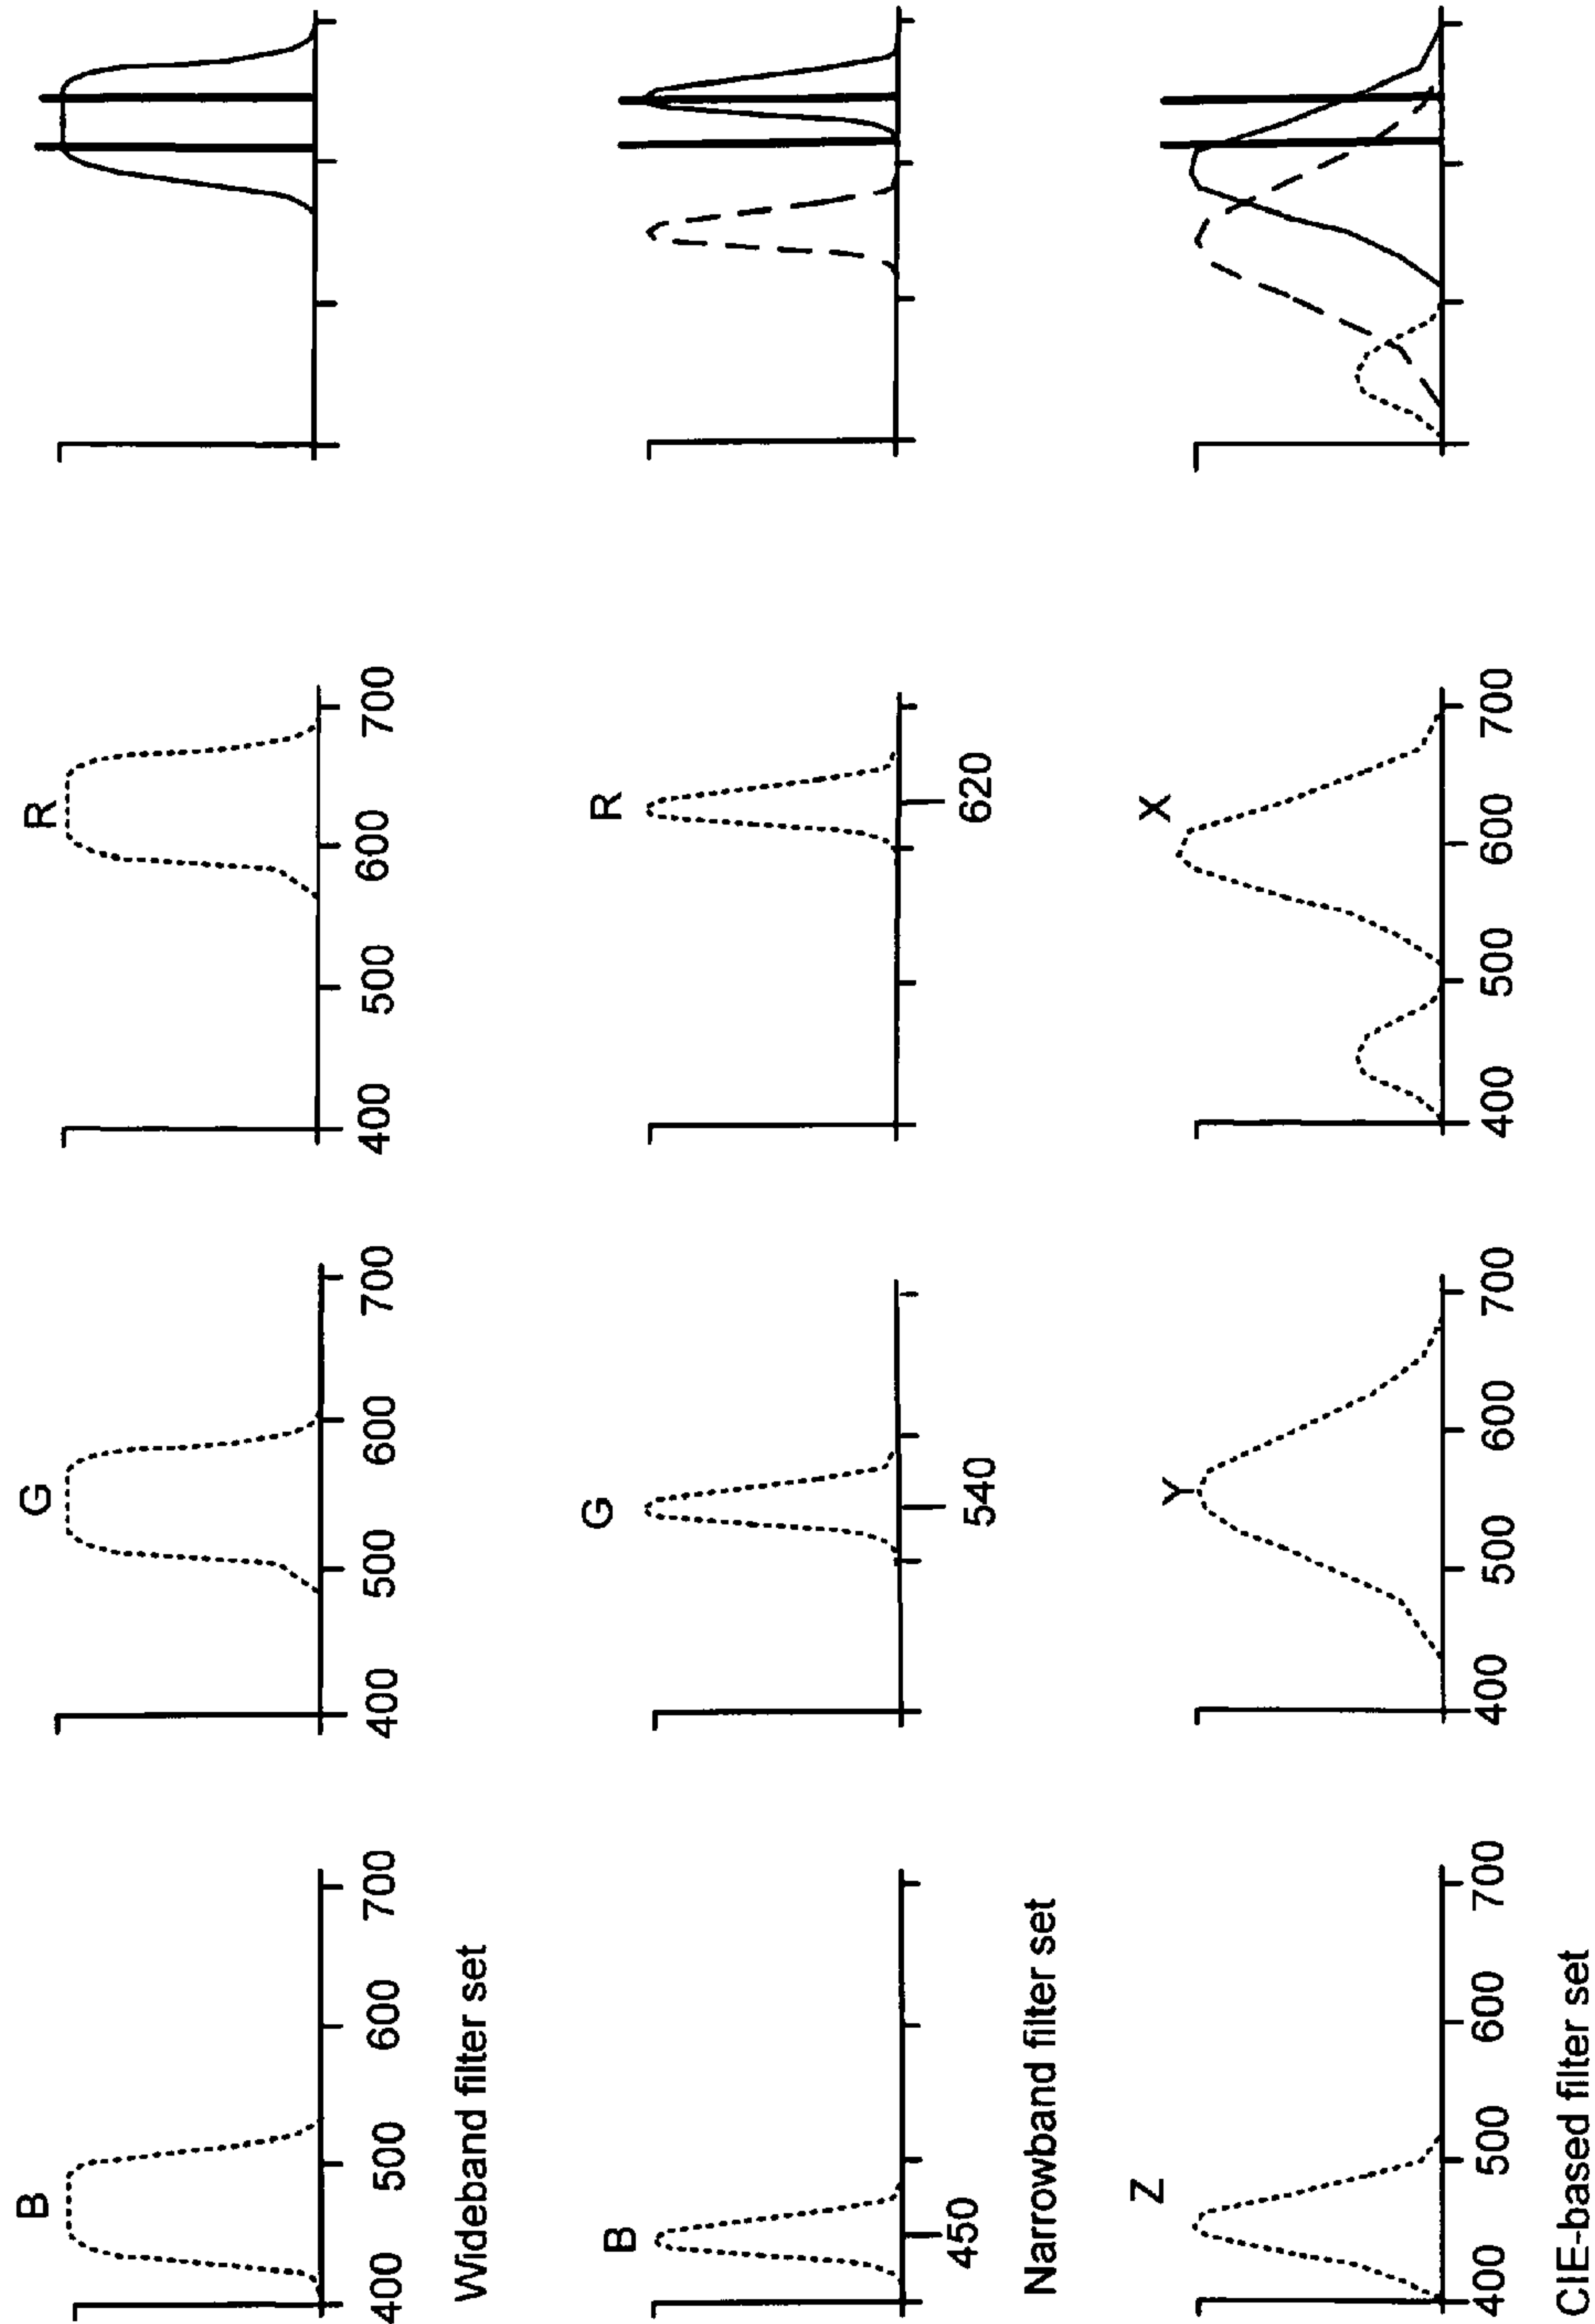 B G R
400 500 600 700 400 500 600 700 400 500 600 700
Wideband filter set
B G R
450 540 620
Narrowband filter set
Z Y X
400 500 600 700 400 500 600 700 400 500 600 700
CIE-based filter set